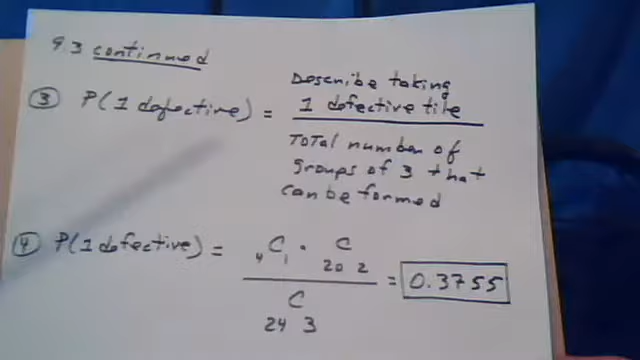 9.3 continued
③ P(1 defective) = Describe taking
1 defective tile
Total number of
groups of 3 that
can be formed
④ P(1 defective) = 4C1 · 20C2
24C3
= 0.3755